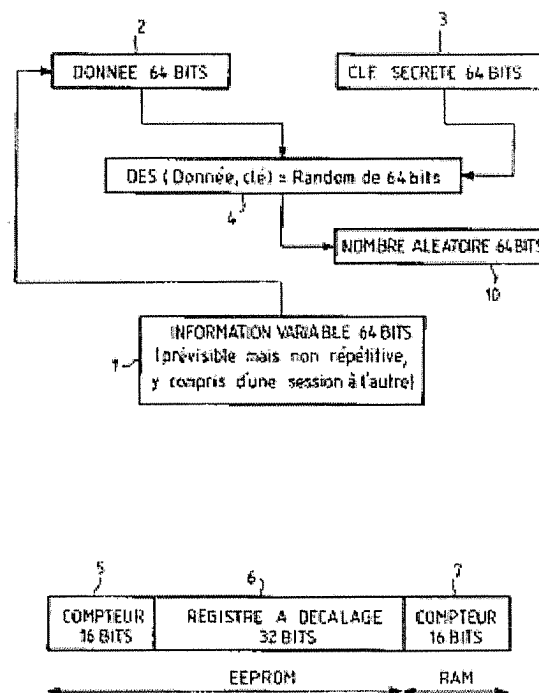 2
3
DONNEE 64 BITS
CLE SECRETE 64 BITS
DES (Donnée, clé) = Random de 64 bits
4
NOMBRE ALEATOIRE 64 BITS
10
INFORMATION VARIABLE 64 BITS
(prévisible mais non répétitive,
1
y compris d'une session à l'autre)
5
6
7
COMPTEUR
16 BITS
REGISTRE A DECALAGE
32 BITS
COMPTEUR
16 BITS
EEPROM
RAM